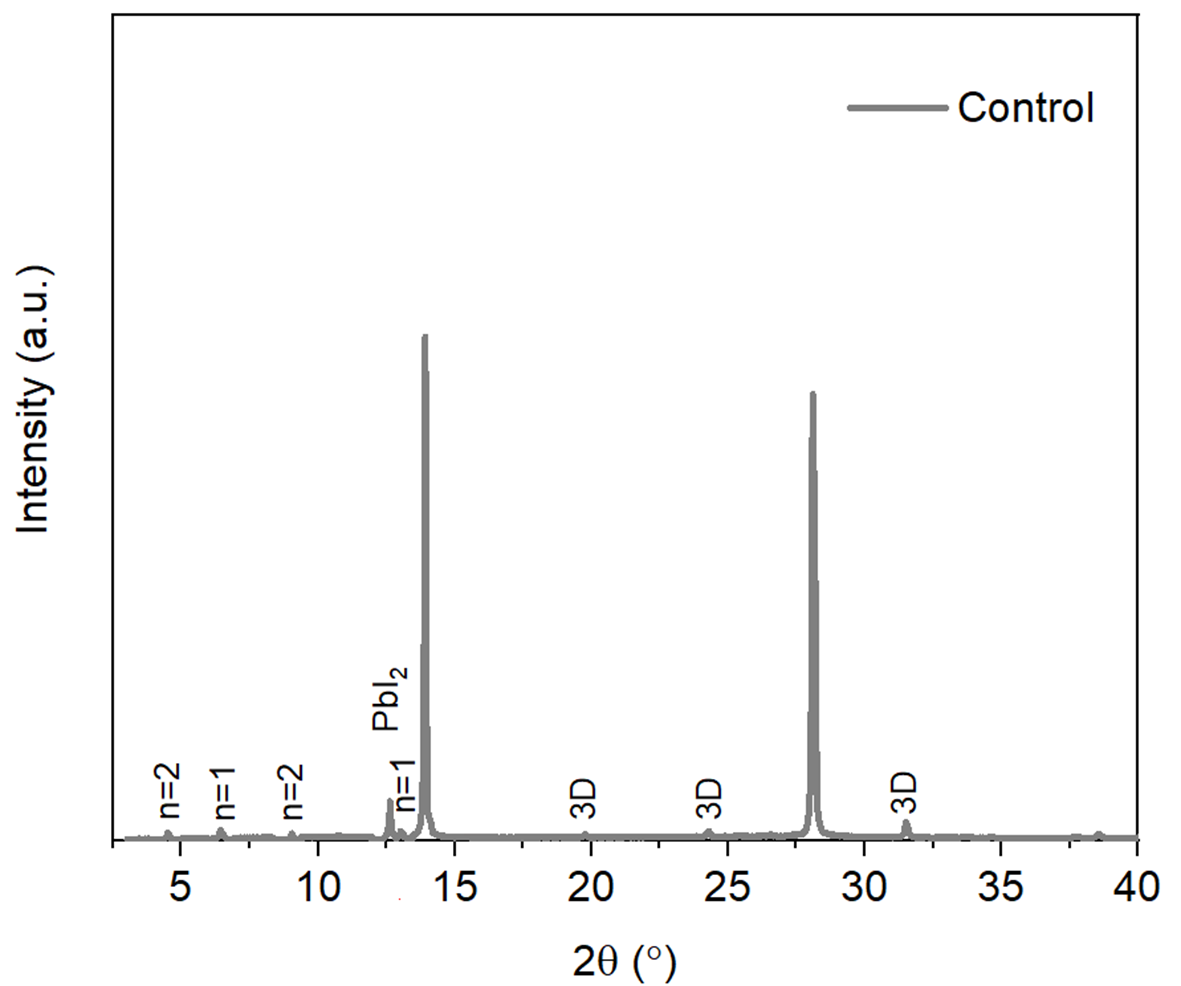 Control
Intensity (a.u.)
n=2
n=1
n=2
PbI₂
n=1
3D
3D
3D
5
10
15
20
25
30
35
40
2θ (°)